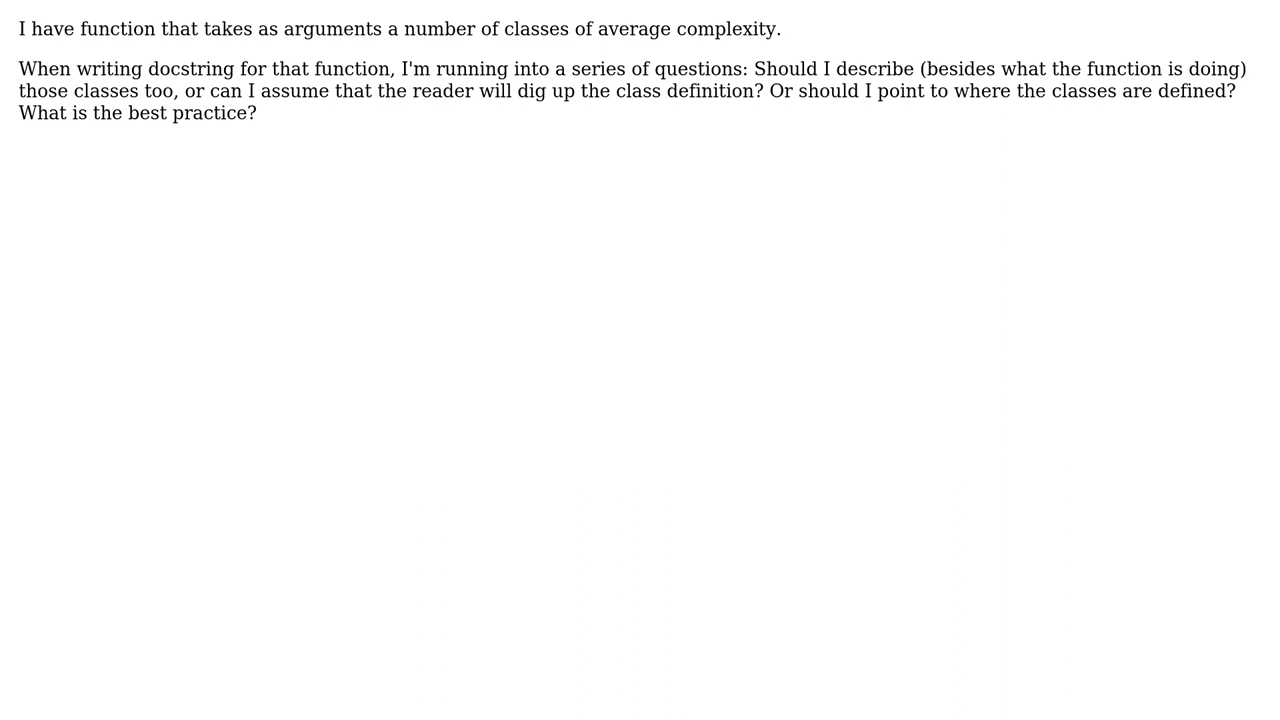 I have function that takes as arguments a number of classes of average complexity.
When writing docstring for that function, I'm running into a series of questions: Should I describe (besides what the function is doing)
those classes too, or can I assume that the reader will dig up the class definition? Or should I point to where the classes are defined?
What is the best practice?